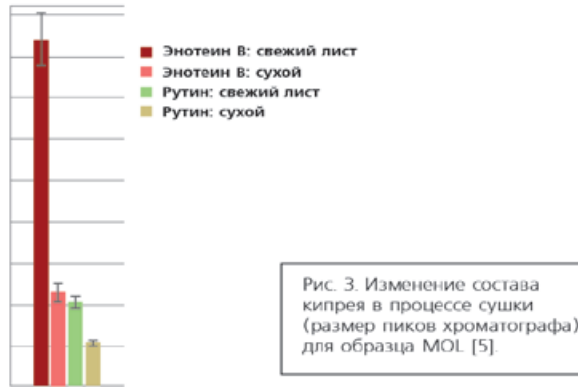 Энотеин В: свежий лист
Энотеин В: сухой
Рутин: свежий лист
Рутин: сухой
Рис. 3. Изменение состава
кипрея в процессе сушки
(размер пиков хроматографа)
для образца MOL [5].